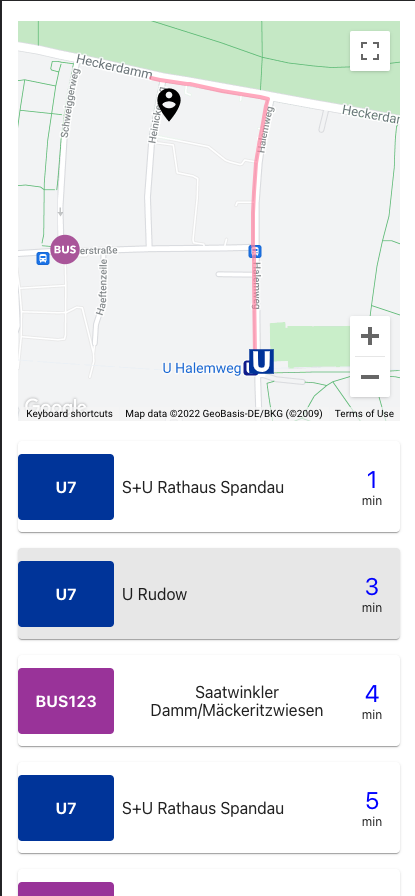 Heckerdamm
Schweiggerweg
Halemweg
BUS
erstraße
Haeftenzeile
Halemweg
U Halemweg
U
+
−
Google
Keyboard shortcuts
Map data ©2022 GeoBasis-DE/BKG (©2009)
Terms of Use
U7
S+U Rathaus Spandau
1
min
U7
U Rudow
3
min
BUS123
Saatwinkler
Damm/Mäckeritzwiesen
4
min
U7
S+U Rathaus Spandau
5
min